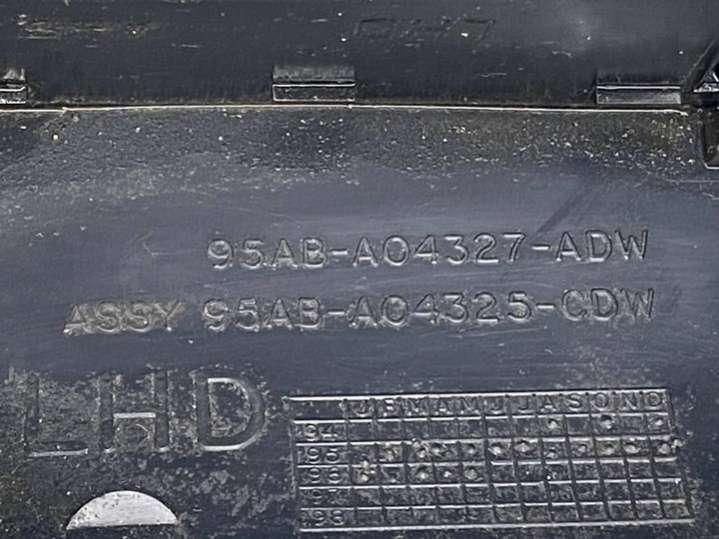 95AB-A04327-ADW
ASSY 95AB-A04325-CDW
LHD
J F M A M J J A S O N D
94
95
96
97
98